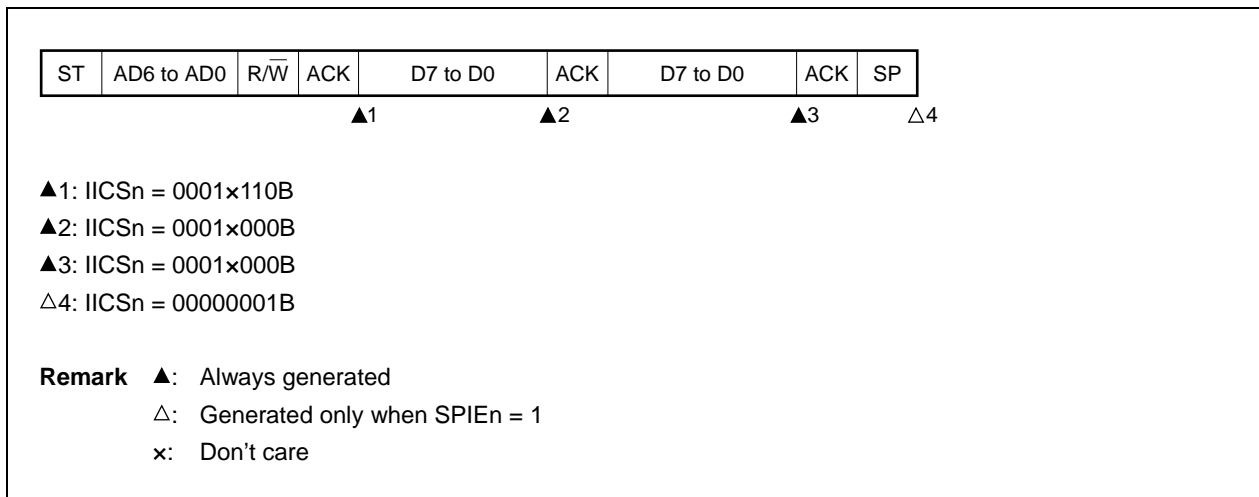 ST AD6 to AD0 R/W̅ ACK D7 to D0 ACK D7 to D0 ACK SP
▲1 ▲2 ▲3 △4
▲1: IICSn = 0001×110B
▲2: IICSn = 0001×000B
▲3: IICSn = 0001×000B
△4: IICSn = 00000001B
Remark ▲: Always generated
△: Generated only when SPIEn = 1
×: Don't care